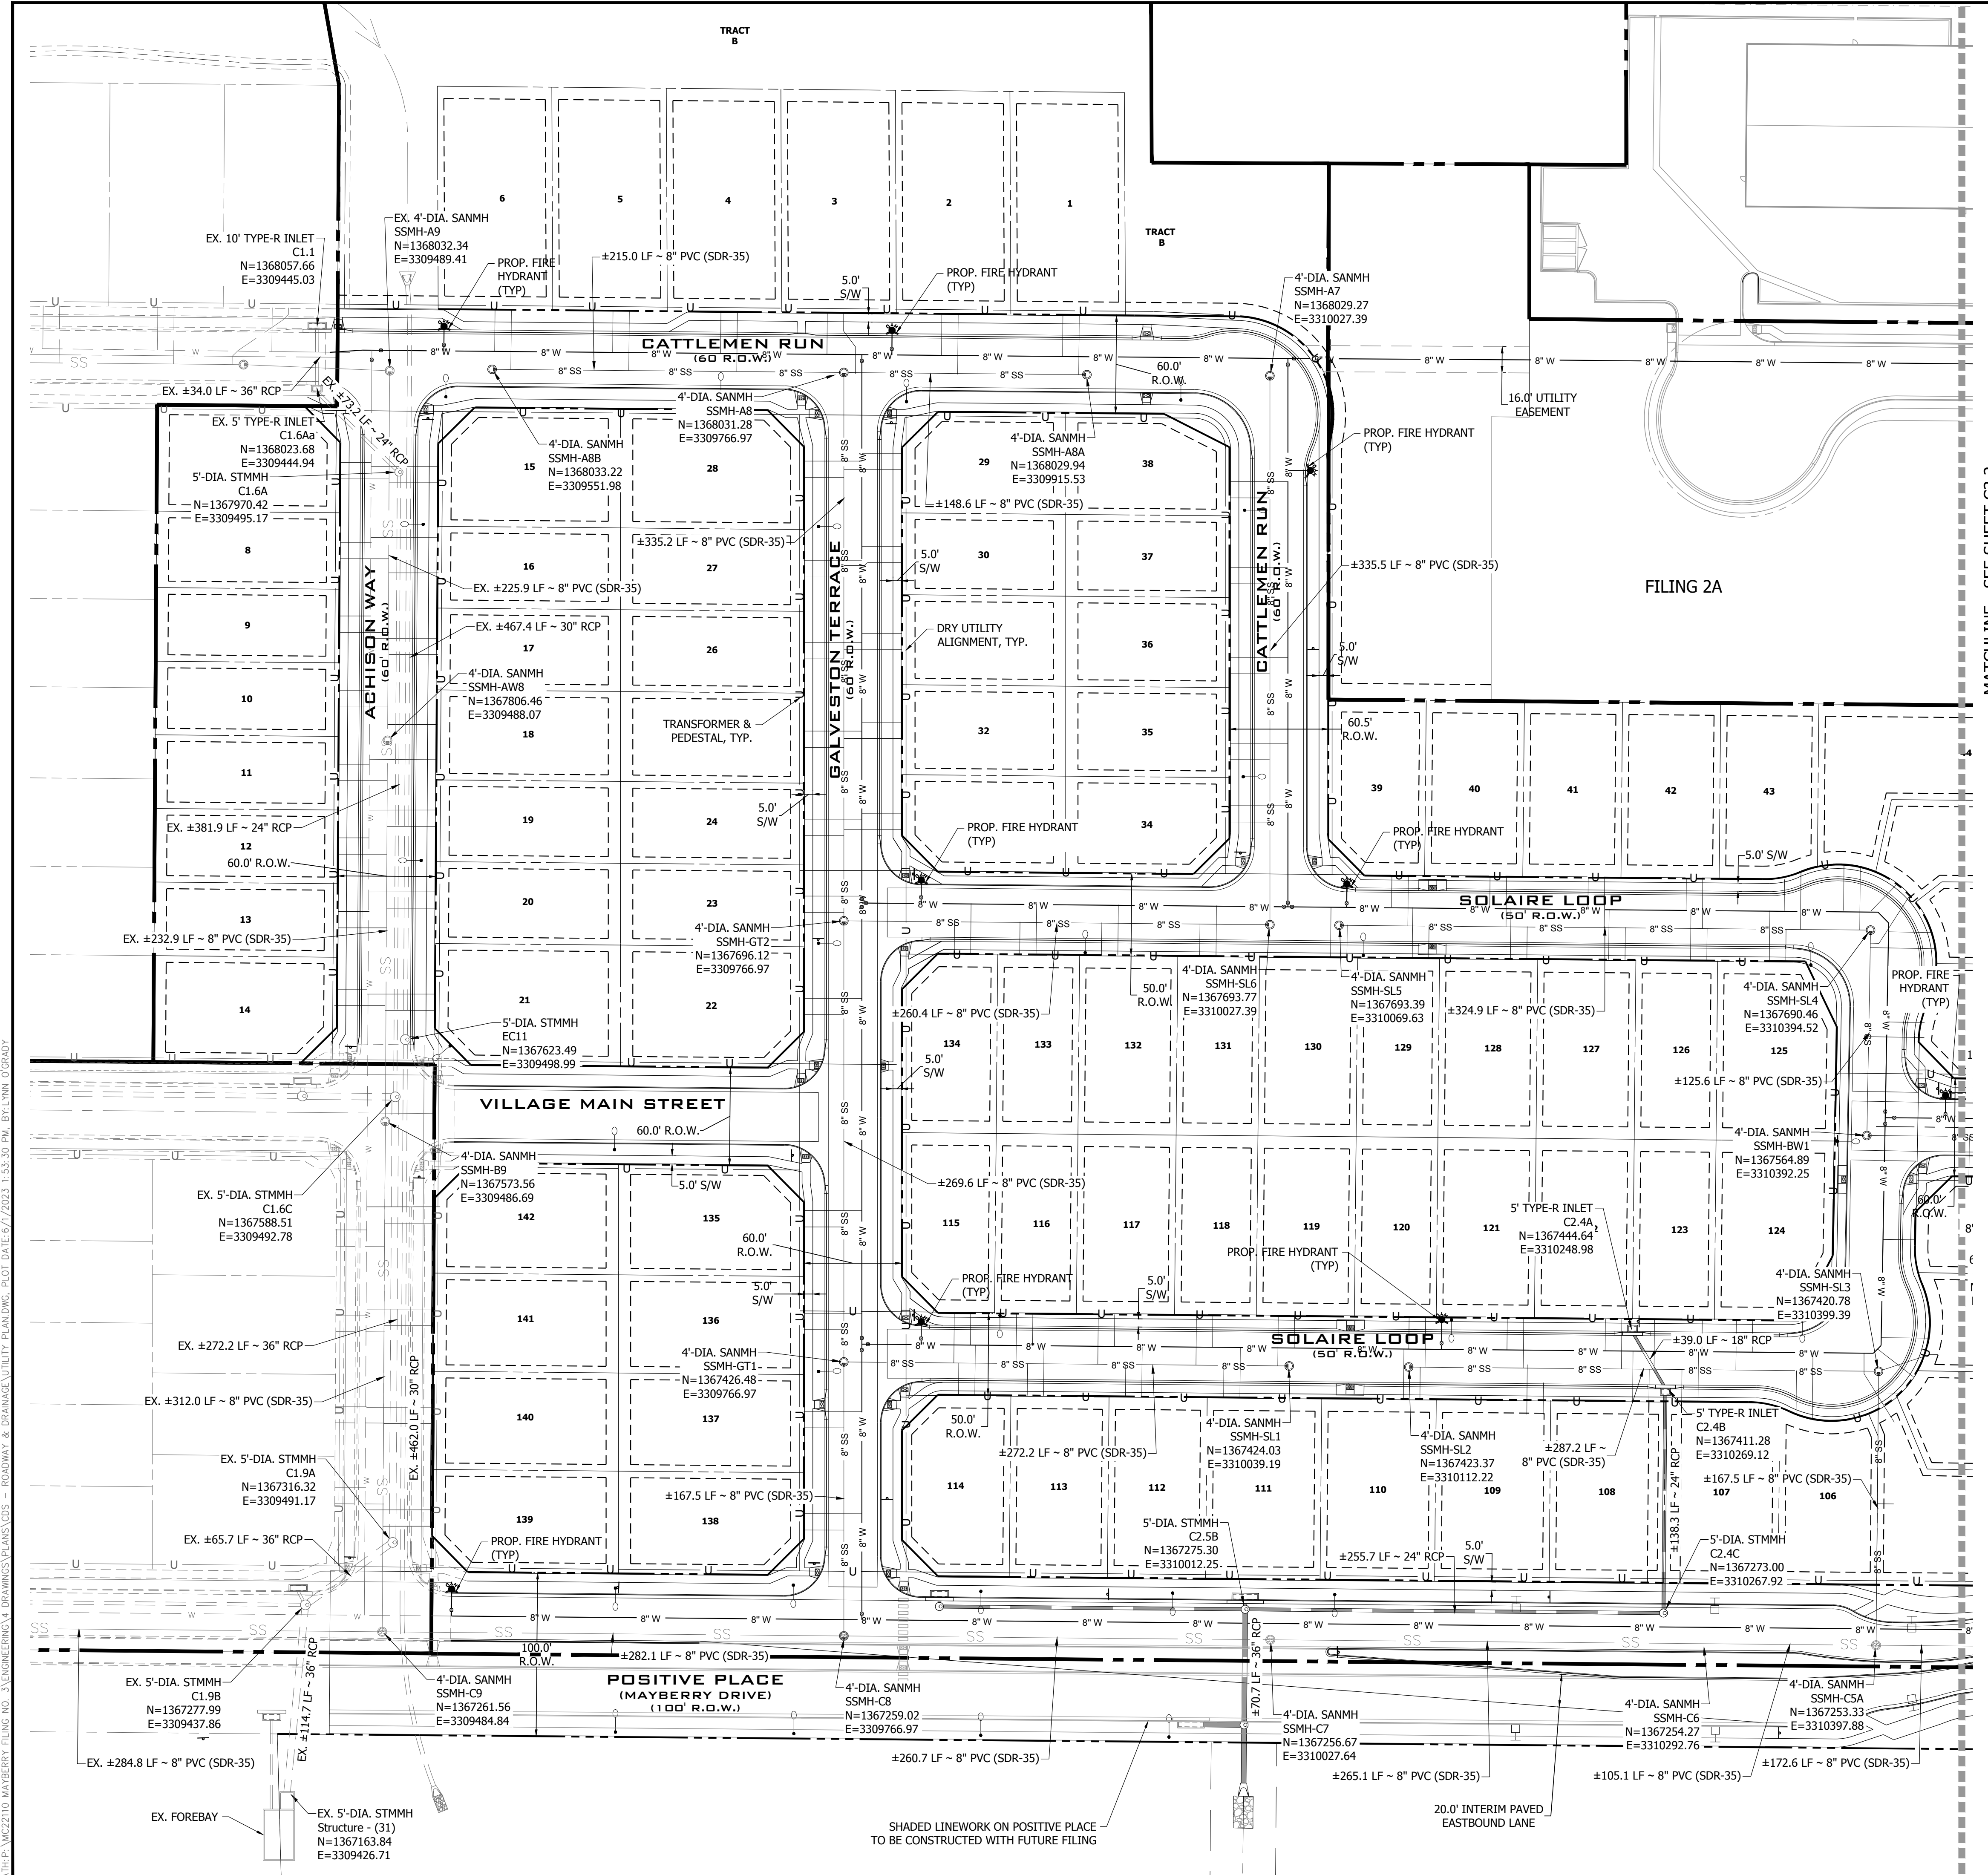 TRACT
B
6
5
4
3
2
1
TRACT
B
EX. 10' TYPE-R INLET
C1.1
N=1368057.66
E=3309445.03
EX. 4'-DIA. SANMH
SSMH-A9
N=1368032.34
E=3309489.41
PROP. FIRE
HYDRANT
(TYP)
±215.0 LF ~ 8" PVC (SDR-35)
5.0'
S/W
PROP. FIRE HYDRANT
(TYP)
4'-DIA. SANMH
SSMH-A7
N=1368029.27
E=3310027.39
CATTLEMEN RUN
(60 R.O.W.)
60.0'
R.O.W.
16.0' UTILITY
EASEMENT
EX. ±34.0 LF ~ 36" RCP
EX. ±73.2 LF ~ 24" RCP
EX. 5' TYPE-R INLET
C1.6Aa
N=1368023.68
E=3309444.94
5'-DIA. STMMH
C1.6A
N=1367970.42
E=3309495.17
4'-DIA. SANMH
SSMH-A8B
N=1368033.22
E=3309551.98
4'-DIA. SANMH
SSMH-A8
N=1368031.28
E=3309766.97
4'-DIA. SANMH
SSMH-A8A
N=1368029.94
E=3309915.53
±148.6 LF ~ 8" PVC (SDR-35)
PROP. FIRE HYDRANT
(TYP)
15
28
29
38
8
16
27
30
37
±335.2 LF ~ 8" PVC (SDR-35)
5.0'
S/W
±335.5 LF ~ 8" PVC (SDR-35)
FILING 2A
EX. ±225.9 LF ~ 8" PVC (SDR-35)
EX. ±467.4 LF ~ 30" RCP
ACHISON WAY
(60' R.O.W.)
GALVESTON TERRACE
(60' R.O.W.)
CATTLEMEN RUN
(60' R.O.W.)
DRY UTILITY
ALIGNMENT, TYP.
9
17
26
36
5.0'
S/W
4'-DIA. SANMH
SSMH-AW8
N=1367806.46
E=3309488.07
10
18
TRANSFORMER &
PEDESTAL, TYP.
32
35
60.5'
R.O.W.
11
39
40
41
42
43
EX. ±381.9 LF ~ 24" RCP
12
60.0' R.O.W.
19
24
5.0'
S/W
PROP. FIRE HYDRANT
(TYP)
34
PROP. FIRE HYDRANT
(TYP)
5.0' S/W
SOLAIRE LOOP
(50' R.O.W.)
13
20
23
EX. ±232.9 LF ~ 8" PVC (SDR-35)
4'-DIA. SANMH
SSMH-GT2
N=1367696.12
E=3309766.97
14
21
22
5'-DIA. STMMH
EC11
N=1367623.49
E=3309498.99
±260.4 LF ~ 8" PVC (SDR-35)
50.0'
R.O.W.
4'-DIA. SANMH
SSMH-SL6
N=1367693.77
E=3310027.39
4'-DIA. SANMH
SSMH-SL5
N=1367693.39
E=3310069.63
±324.9 LF ~ 8" PVC (SDR-35)
4'-DIA. SANMH
SSMH-SL4
N=1367690.46
E=3310394.52
PROP. FIRE
HYDRANT
(TYP)
134
133
132
131
130
129
128
127
126
125
5.0'
S/W
±125.6 LF ~ 8" PVC (SDR-35)
VILLAGE MAIN STREET
60.0' R.O.W.
4'-DIA. SANMH
SSMH-BW1
N=1367564.89
E=3310392.25
4'-DIA. SANMH
SSMH-B9
N=1367573.56
E=3309486.69
5.0' S/W
±269.6 LF ~ 8" PVC (SDR-35)
EX. 5'-DIA. STMMH
C1.6C
N=1367588.51
E=3309492.78
60.0'
R.O.W.
142
135
115
116
117
118
119
120
121
123
124
5' TYPE-R INLET
C2.4A
N=1367444.64
E=3310248.98
60.0'
R.O.W.
PROP. FIRE HYDRANT
(TYP)
PROP. FIRE HYDRANT
(TYP)
5.0'
S/W
5.0'
S/W
4'-DIA. SANMH
SSMH-SL3
N=1367420.78
E=3310399.39
141
136
EX. ±272.2 LF ~ 36" RCP
SOLAIRE LOOP
(50' R.O.W.)
±39.0 LF ~ 18" RCP
4'-DIA. SANMH
SSMH-GT1
N=1367426.48
E=3309766.97
EX. ±312.0 LF ~ 8" PVC (SDR-35)
EX. ±462.0 LF ~ 30" RCP
140
137
50.0'
R.O.W.
±272.2 LF ~ 8" PVC (SDR-35)
4'-DIA. SANMH
SSMH-SL1
N=1367424.03
E=3310039.19
4'-DIA. SANMH
SSMH-SL2
N=1367423.37
E=3310112.22
±287.2 LF ~
8" PVC (SDR-35)
5' TYPE-R INLET
C2.4B
N=1367411.28
E=3310269.12
±167.5 LF ~ 8" PVC (SDR-35)
EX. 5'-DIA. STMMH
C1.9A
N=1367316.32
E=3309491.17
±167.5 LF ~ 8" PVC (SDR-35)
114
113
112
111
110
109
108
107
106
±138.3 LF ~ 24" RCP
139
138
EX. ±65.7 LF ~ 36" RCP
PROP. FIRE HYDRANT
(TYP)
5'-DIA. STMMH
C2.5B
N=1367275.30
E=3310012.25
±255.7 LF ~ 24" RCP
5.0'
S/W
5'-DIA. STMMH
C2.4C
N=1367273.00
E=3310267.92
100.0'
R.O.W.
±282.1 LF ~ 8" PVC (SDR-35)
POSITIVE PLACE
(MAYBERRY DRIVE)
(100' R.O.W.)
EX. 5'-DIA. STMMH
C1.9B
N=1367277.99
E=3309437.86
EX. ±114.7 LF ~ 36" RCP
4'-DIA. SANMH
SSMH-C9
N=1367261.56
E=3309484.84
4'-DIA. SANMH
SSMH-C8
N=1367259.02
E=3309766.97
±70.7 LF ~ 36" RCP
4'-DIA. SANMH
SSMH-C7
N=1367256.67
E=3310027.64
4'-DIA. SANMH
SSMH-C6
N=1367254.27
E=3310292.76
4'-DIA. SANMH
SSMH-C5A
N=1367253.33
E=3310397.88
EX. ±284.8 LF ~ 8" PVC (SDR-35)
±260.7 LF ~ 8" PVC (SDR-35)
±265.1 LF ~ 8" PVC (SDR-35)
±105.1 LF ~ 8" PVC (SDR-35)
±172.6 LF ~ 8" PVC (SDR-35)
EX. FOREBAY
EX. 5'-DIA. STMMH
Structure - (31)
N=1367163.84
E=3309426.71
SHADED LINEWORK ON POSITIVE PLACE
TO BE CONSTRUCTED WITH FUTURE FILING
20.0' INTERIM PAVED
EASTBOUND LANE